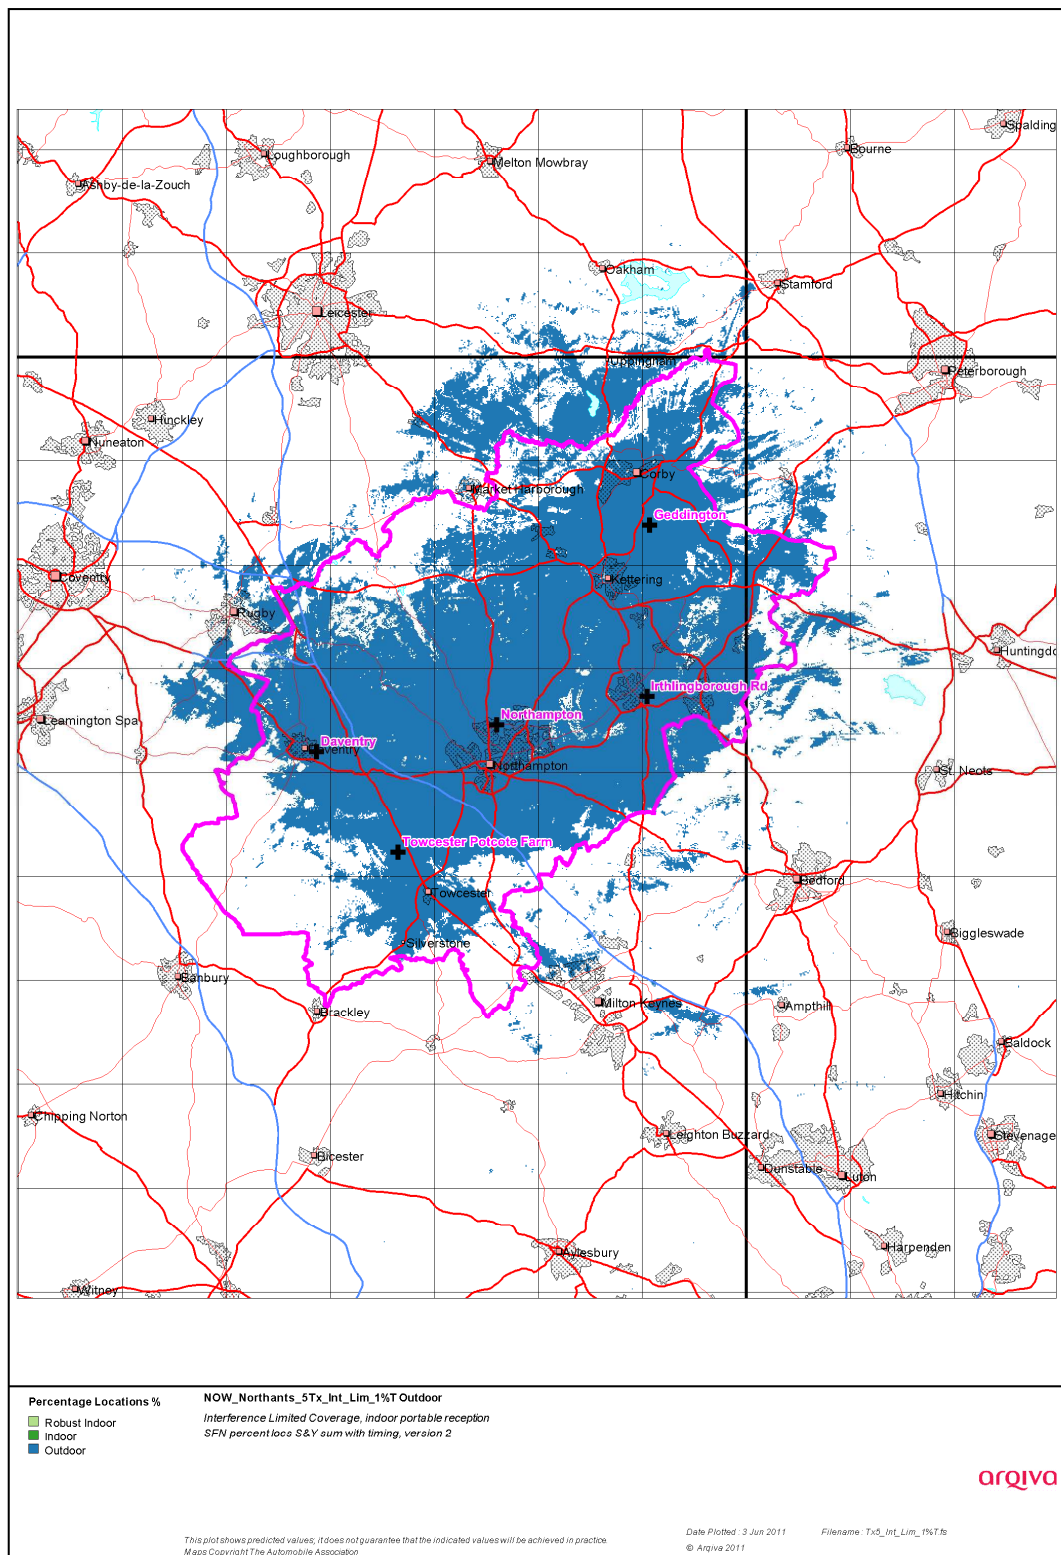 Spalding
Bourne
Loughborough
Melton Mowbray
Ashby-de-la-Zouch
Oakham
Stamford
Leicester
Uppingham
Peterborough
Hinckley
Nuneaton
Corby
Market Harborough
Geddington
Coventry
Kettering
Rugby
Huntingdo
Irthlingborough Rd
Leamington Spa
Northampton
Daventry
Northampton
St. Neots
Towcester Potcote Farm
Bedford
Towcester
Biggleswade
Silverstone
Banbury
Milton Keynes
Ampthill
Brackley
Baldock
Hitchin
Chipping Norton
Leighton Buzzard
Stevenage
Bicester
Dunstable
Luton
Aylesbury
Harpenden
Witney
Percentage Locations %
Robust Indoor
Indoor
Outdoor
NOW_Northants_5Tx_Int_Lim_1%T Outdoor
Interference Limited Coverage, indoor portable reception
SFN percent locs S&Y sum with timing, version 2
arqiva
This plot shows predicted values; it does not guarantee that the indicated values will be achieved in practice
Maps Copyright The Automobile Association
Date Plotted : 3 Jun 2011
Filename : Tx5_Int_Lim_1%T.fs
© Arqiva 2011